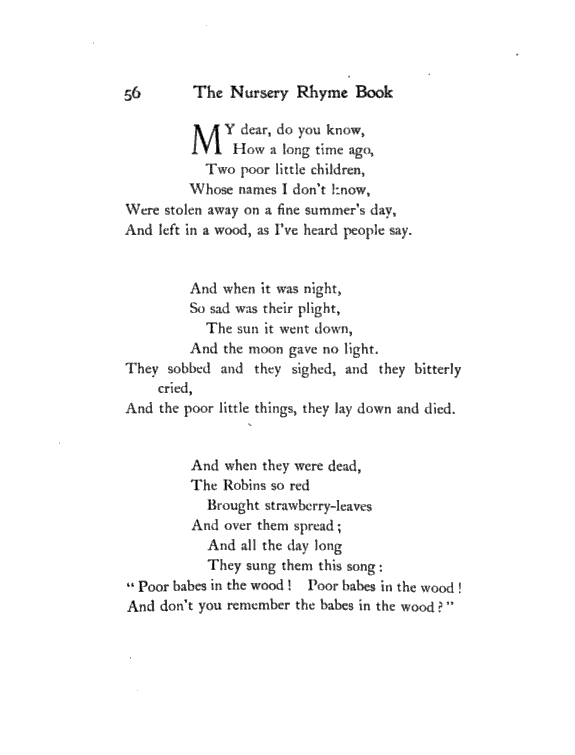 56 The Nursery Rhyme Book
MY dear, do you know,
How a long time ago,
Two poor little children,
Whose names I don't know,
Were stolen away on a fine summer's day,
And left in a wood, as I've heard people say.
And when it was night,
So sad was their plight,
The sun it went down,
And the moon gave no light.
They sobbed and they sighed, and they bitterly
cried,
And the poor little things, they lay down and died.
And when they were dead,
The Robins so red
Brought strawberry-leaves
And over them spread;
And all the day long
They sung them this song:
"Poor babes in the wood! Poor babes in the wood!
And don't you remember the babes in the wood?"